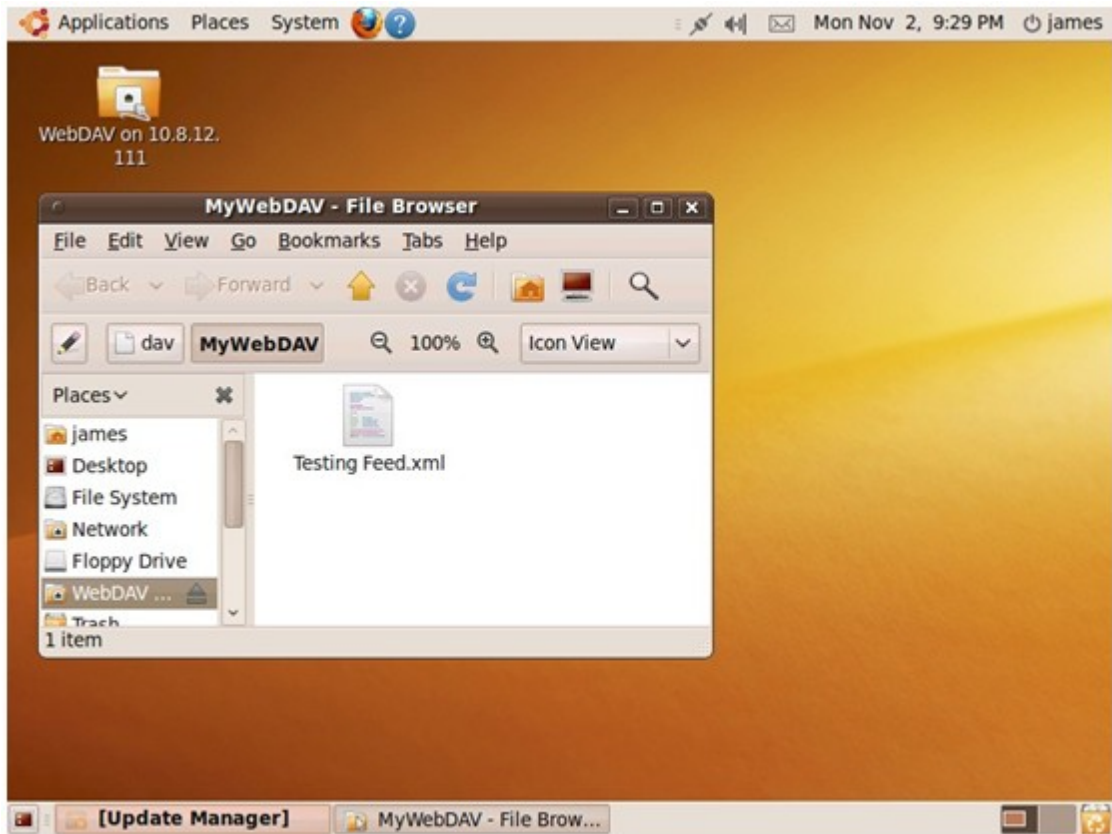 Applications Places System Mon Nov 2, 9:29 PM james
WebDAV on 10.8.12.
111
MyWebDAV - File Browser
File Edit View Go Bookmarks Tabs Help
Back Forward
dav MyWebDAV 100% Icon View
Places
james
Desktop
File System
Network
Floppy Drive
WebDAV ...
Trash
Testing Feed.xml
1 item
[Update Manager] MyWebDAV - File Brow...